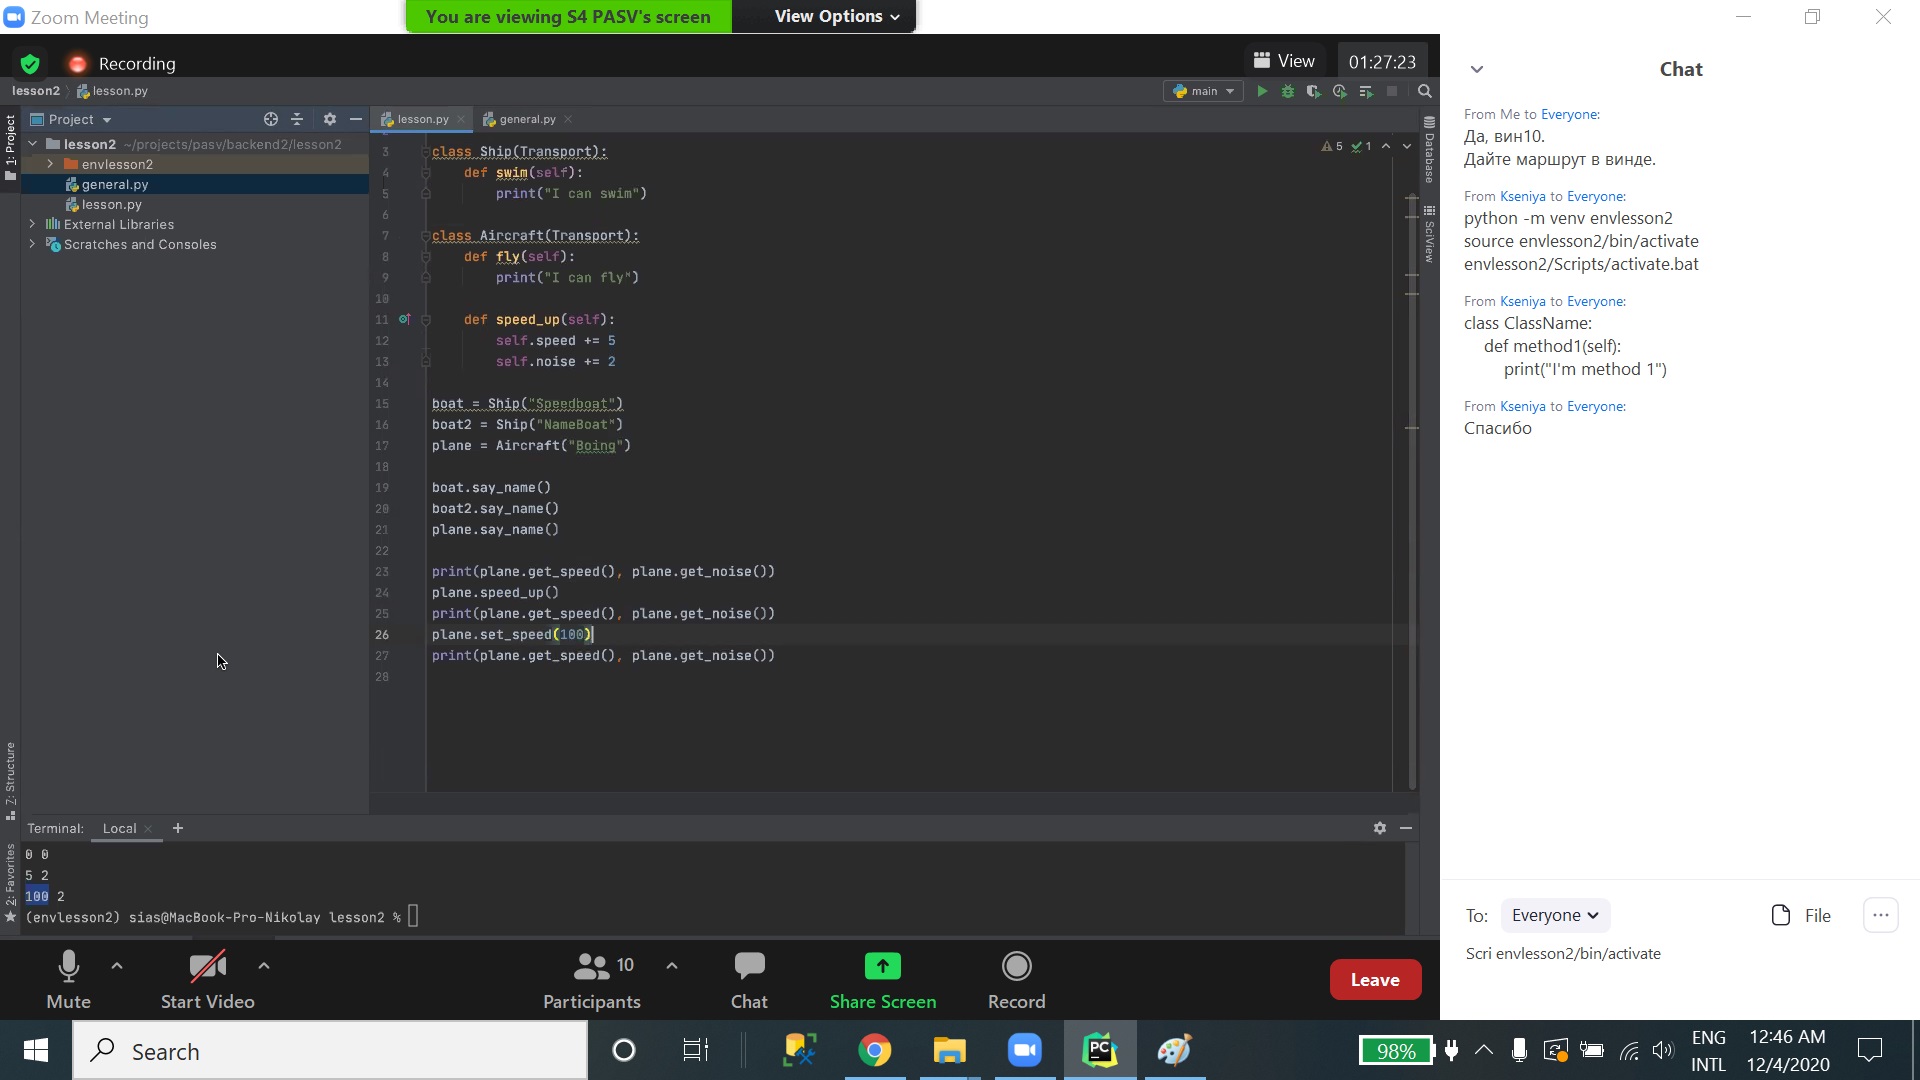 Zoom Meeting
You are viewing S4 PASV's screen
View Options
Recording
View
01:27:23
lesson2
lesson.py
main
Project
lesson.py
general.py
1: Project
lesson2 ~/projects/pasv/backend2/lesson2
envlesson2
general.py
lesson.py
External Libraries
Scratches and Consoles
5
1
3 class Ship(Transport):
4 def swim(self):
5 print("I can swim")
6
7 class Aircraft(Transport):
8 def fly(self):
9 print("I can fly")
10
11 def speed_up(self):
12 self.speed += 5
13 self.noise += 2
14
15 boat = Ship("Speedboat")
16 boat2 = Ship("NameBoat")
17 plane = Aircraft("Boing")
18
19 boat.say_name()
20 boat2.say_name()
21 plane.say_name()
22
23 print(plane.get_speed(), plane.get_noise())
24 plane.speed_up()
25 print(plane.get_speed(), plane.get_noise())
26 plane.set_speed(100)
27 print(plane.get_speed(), plane.get_noise())
28
Database
SciView
Z: Structure
2: Favorites
Terminal:
Local
0 0
5 2
100 2
(envlesson2) sias@MacBook-Pro-Nikolay lesson2 %
Mute
Start Video
10
Participants
Chat
Share Screen
Record
Leave
Chat
From Me to Everyone:
Да, вин10.
Дайте маршрут в винде.
From Kseniya to Everyone:
python -m venv envlesson2
source envlesson2/bin/activate
envlesson2/Scripts/activate.bat
From Kseniya to Everyone:
class ClassName:
def method1(self):
print("I'm method 1")
From Kseniya to Everyone:
Спасибо
To: Everyone
File
Scri envlesson2/bin/activate
Search
PC
98%
ENG
INTL
12:46 AM
12/4/2020